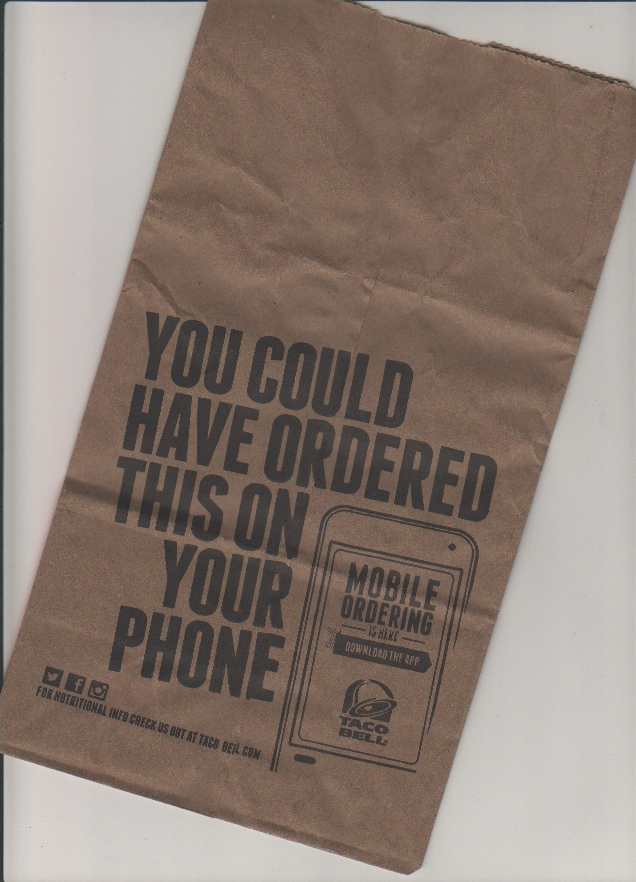 YOU COULD
HAVE ORDERED
THIS ON
YOUR
PHONE
MOBILE
ORDERING
IS HERE
DOWNLOAD THE APP
TACO
BELL
FOR NUTRITIONAL INFO CHECK US OUT AT TACO BELL.COM